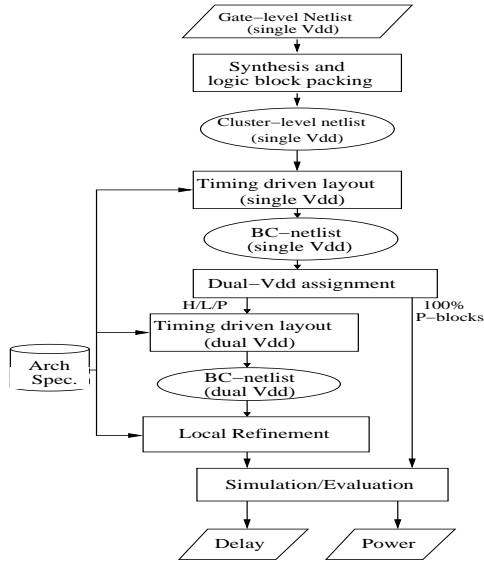 Gate-level Netlist
(single Vdd)
Synthesis and
logic block packing
Cluster-level netlist
(single Vdd)
Timing driven layout
(single Vdd)
BC-netlist
(single Vdd)
Dual-Vdd assignment
H/L/P
100%
P-blocks
Timing driven layout
(dual Vdd)
Arch
Spec.
BC-netlist
(dual Vdd)
Local Refinement
Simulation/Evaluation
Delay
Power